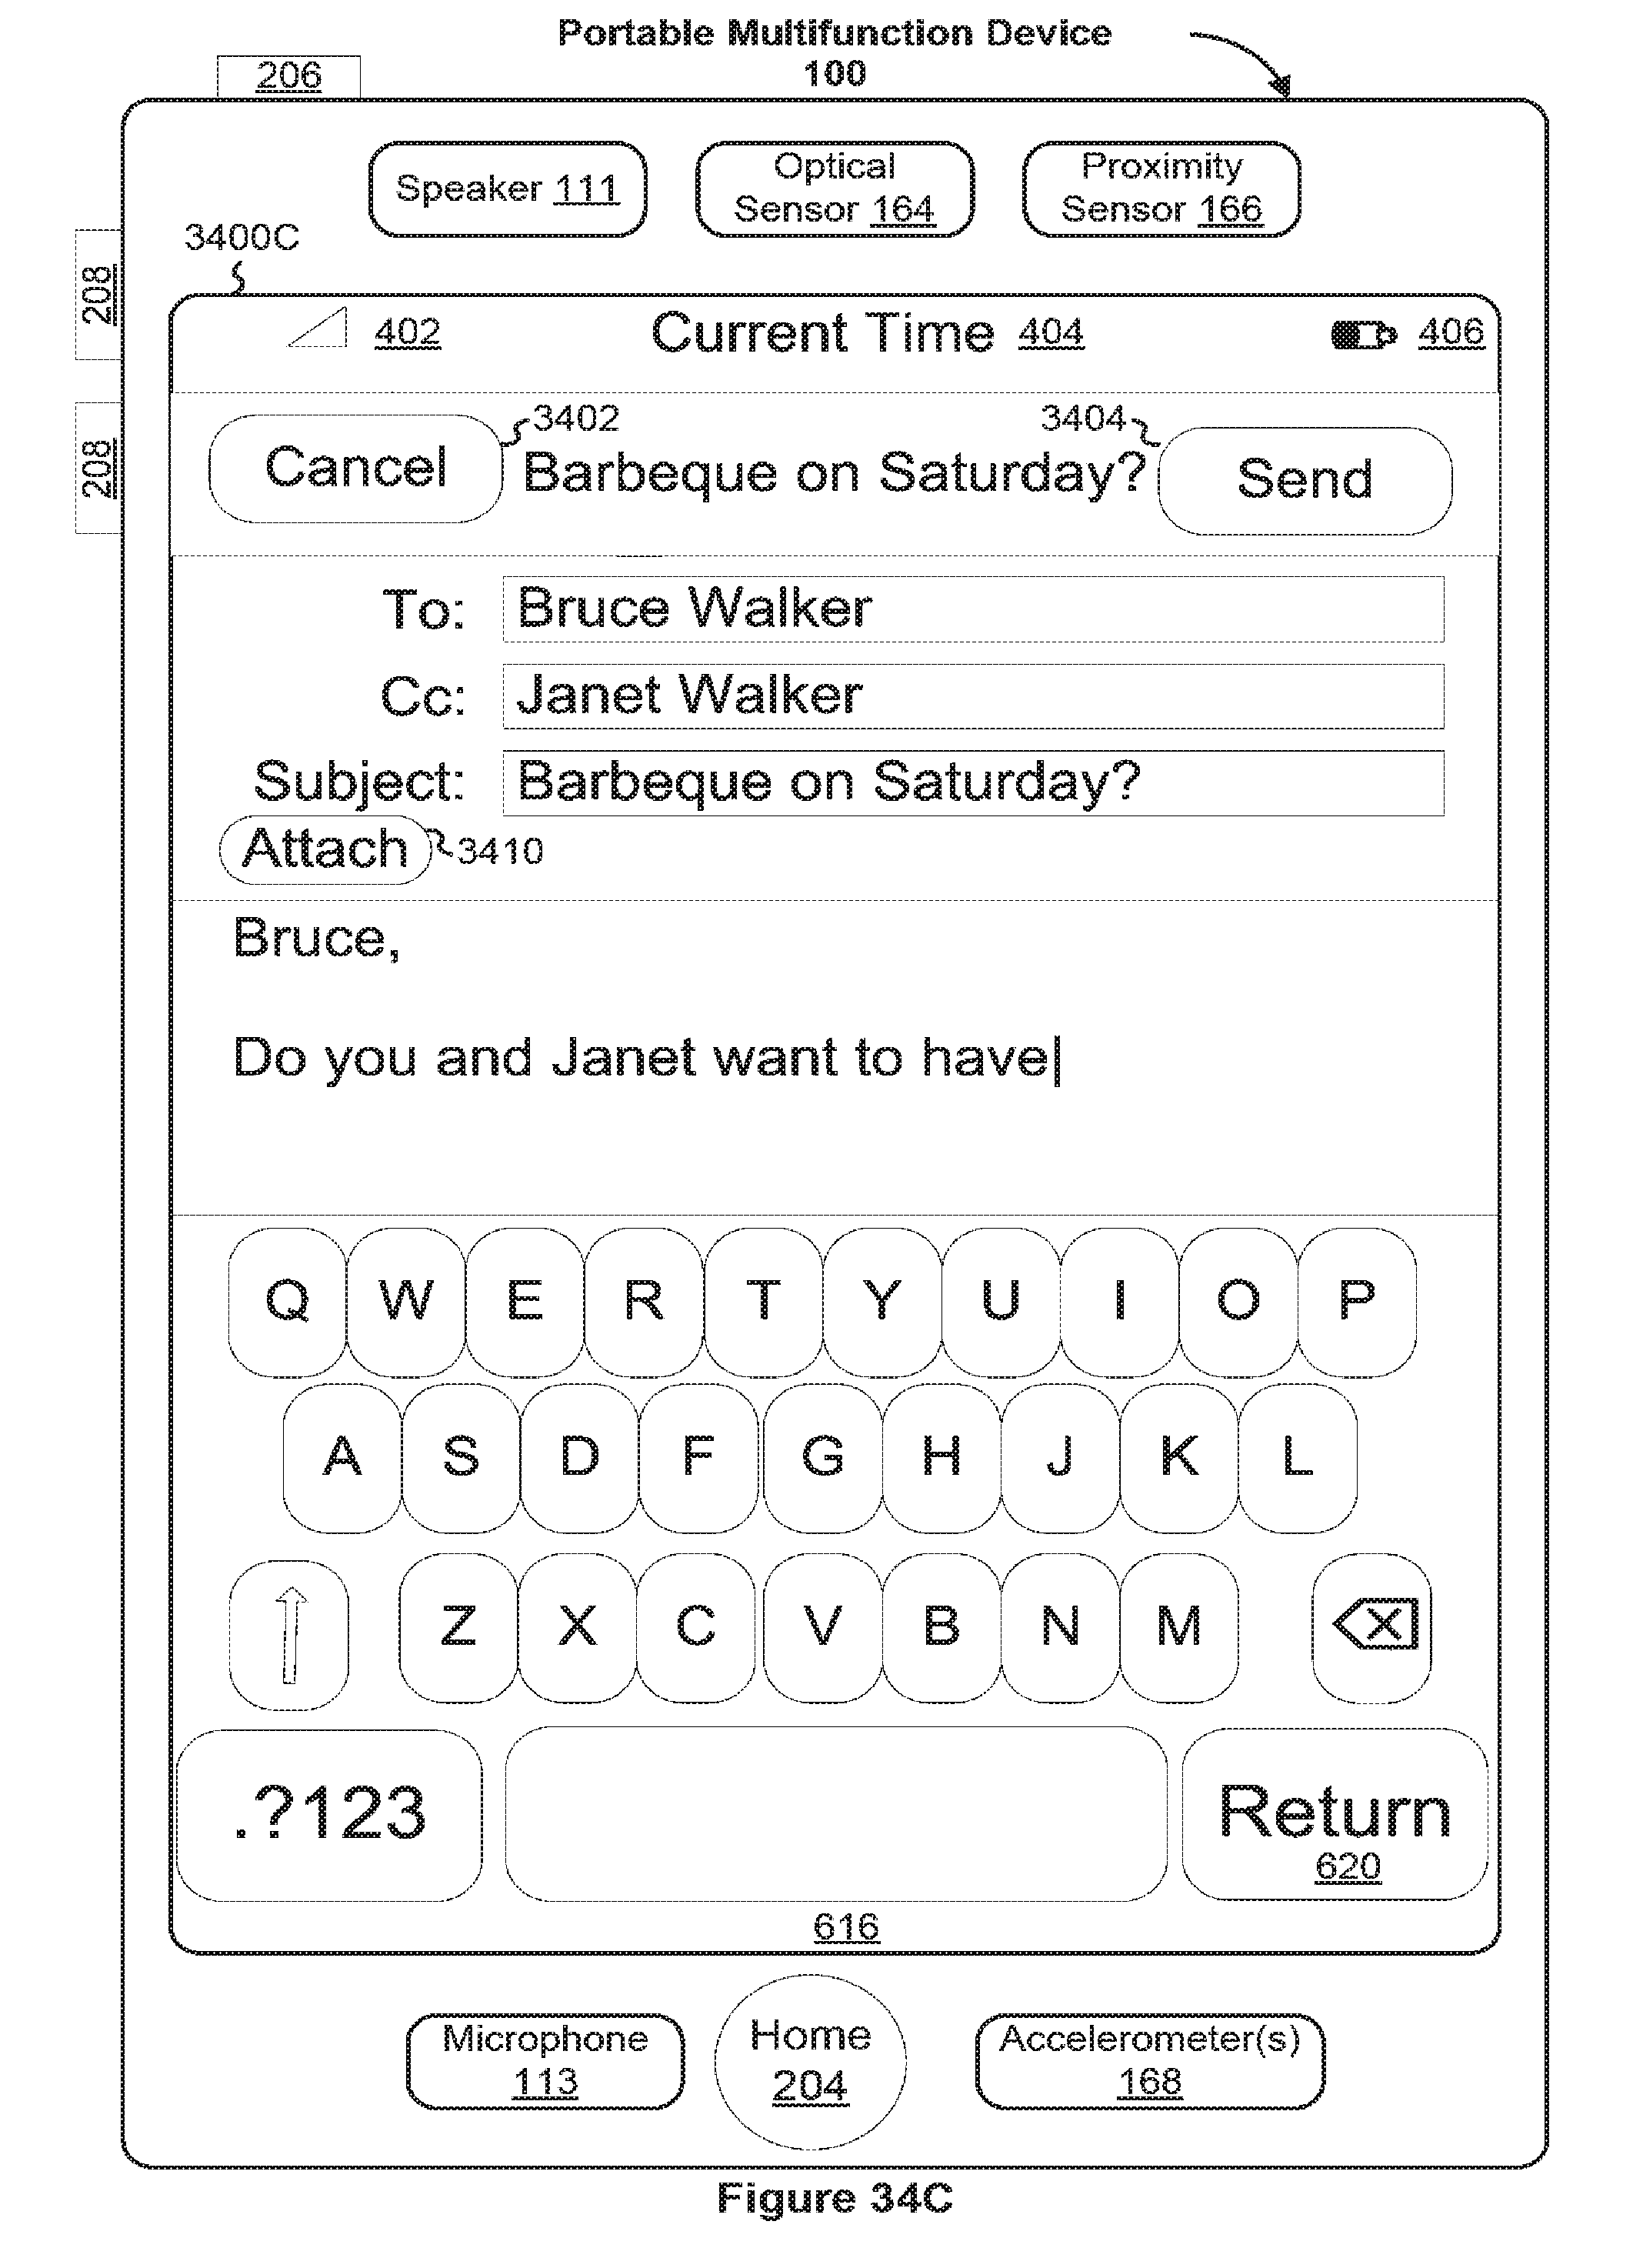 Portable Multifunction Device
100
206
Speaker 111
Optical
Sensor 164
Proximity
Sensor 166
3400C
208
208
402
Current Time 404
406
Cancel
3402
Barbeque on Saturday?
3404
Send
To: Bruce Walker
Cc: Janet Walker
Subject: Barbeque on Saturday?
Attach
3410
Bruce,
Do you and Janet want to have
Q W E R T Y U I O P
A S D F G H J K L
Z X C V B N M
.?123
Return
620
616
Microphone
113
Home
204
Accelerometer(s)
168
Figure 34C